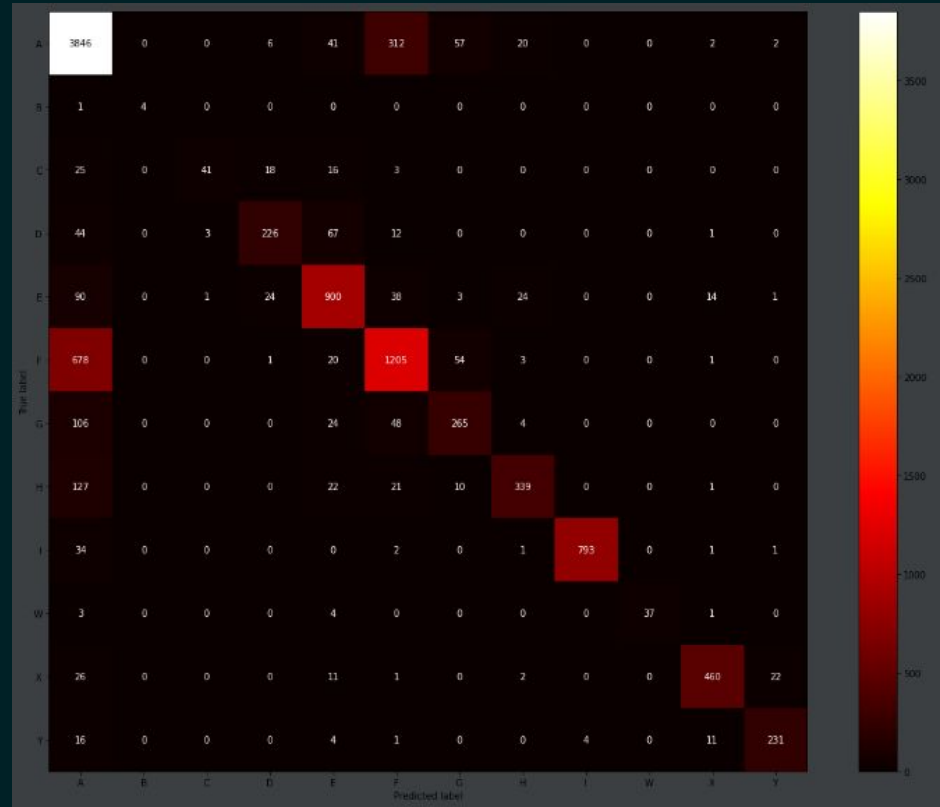 A 3846 0 0 6 41 312 57 20 0 0 2 2
B 1 4 0 0 0 0 0 0 0 0 0 0
C 25 0 41 18 16 3 0 0 0 0 0 0
D 44 0 3 226 67 12 0 0 0 0 1 0
E 90 0 1 24 900 38 3 24 0 0 14 1
F 678 0 0 1 20 1205 54 3 0 0 1 0
G 106 0 0 0 24 48 265 4 0 0 0 0
H 127 0 0 0 22 21 10 339 0 0 1 0
I 34 0 0 0 0 2 0 1 793 0 1 1
W 3 0 0 0 4 0 0 0 0 37 1 0
X 26 0 0 0 11 1 0 2 0 0 460 22
Y 16 0 0 0 4 1 0 0 4 0 11 231
A B C D E F G H I W X Y
True label
Predicted label
3500
3000
2500
2000
1500
1000
500
0